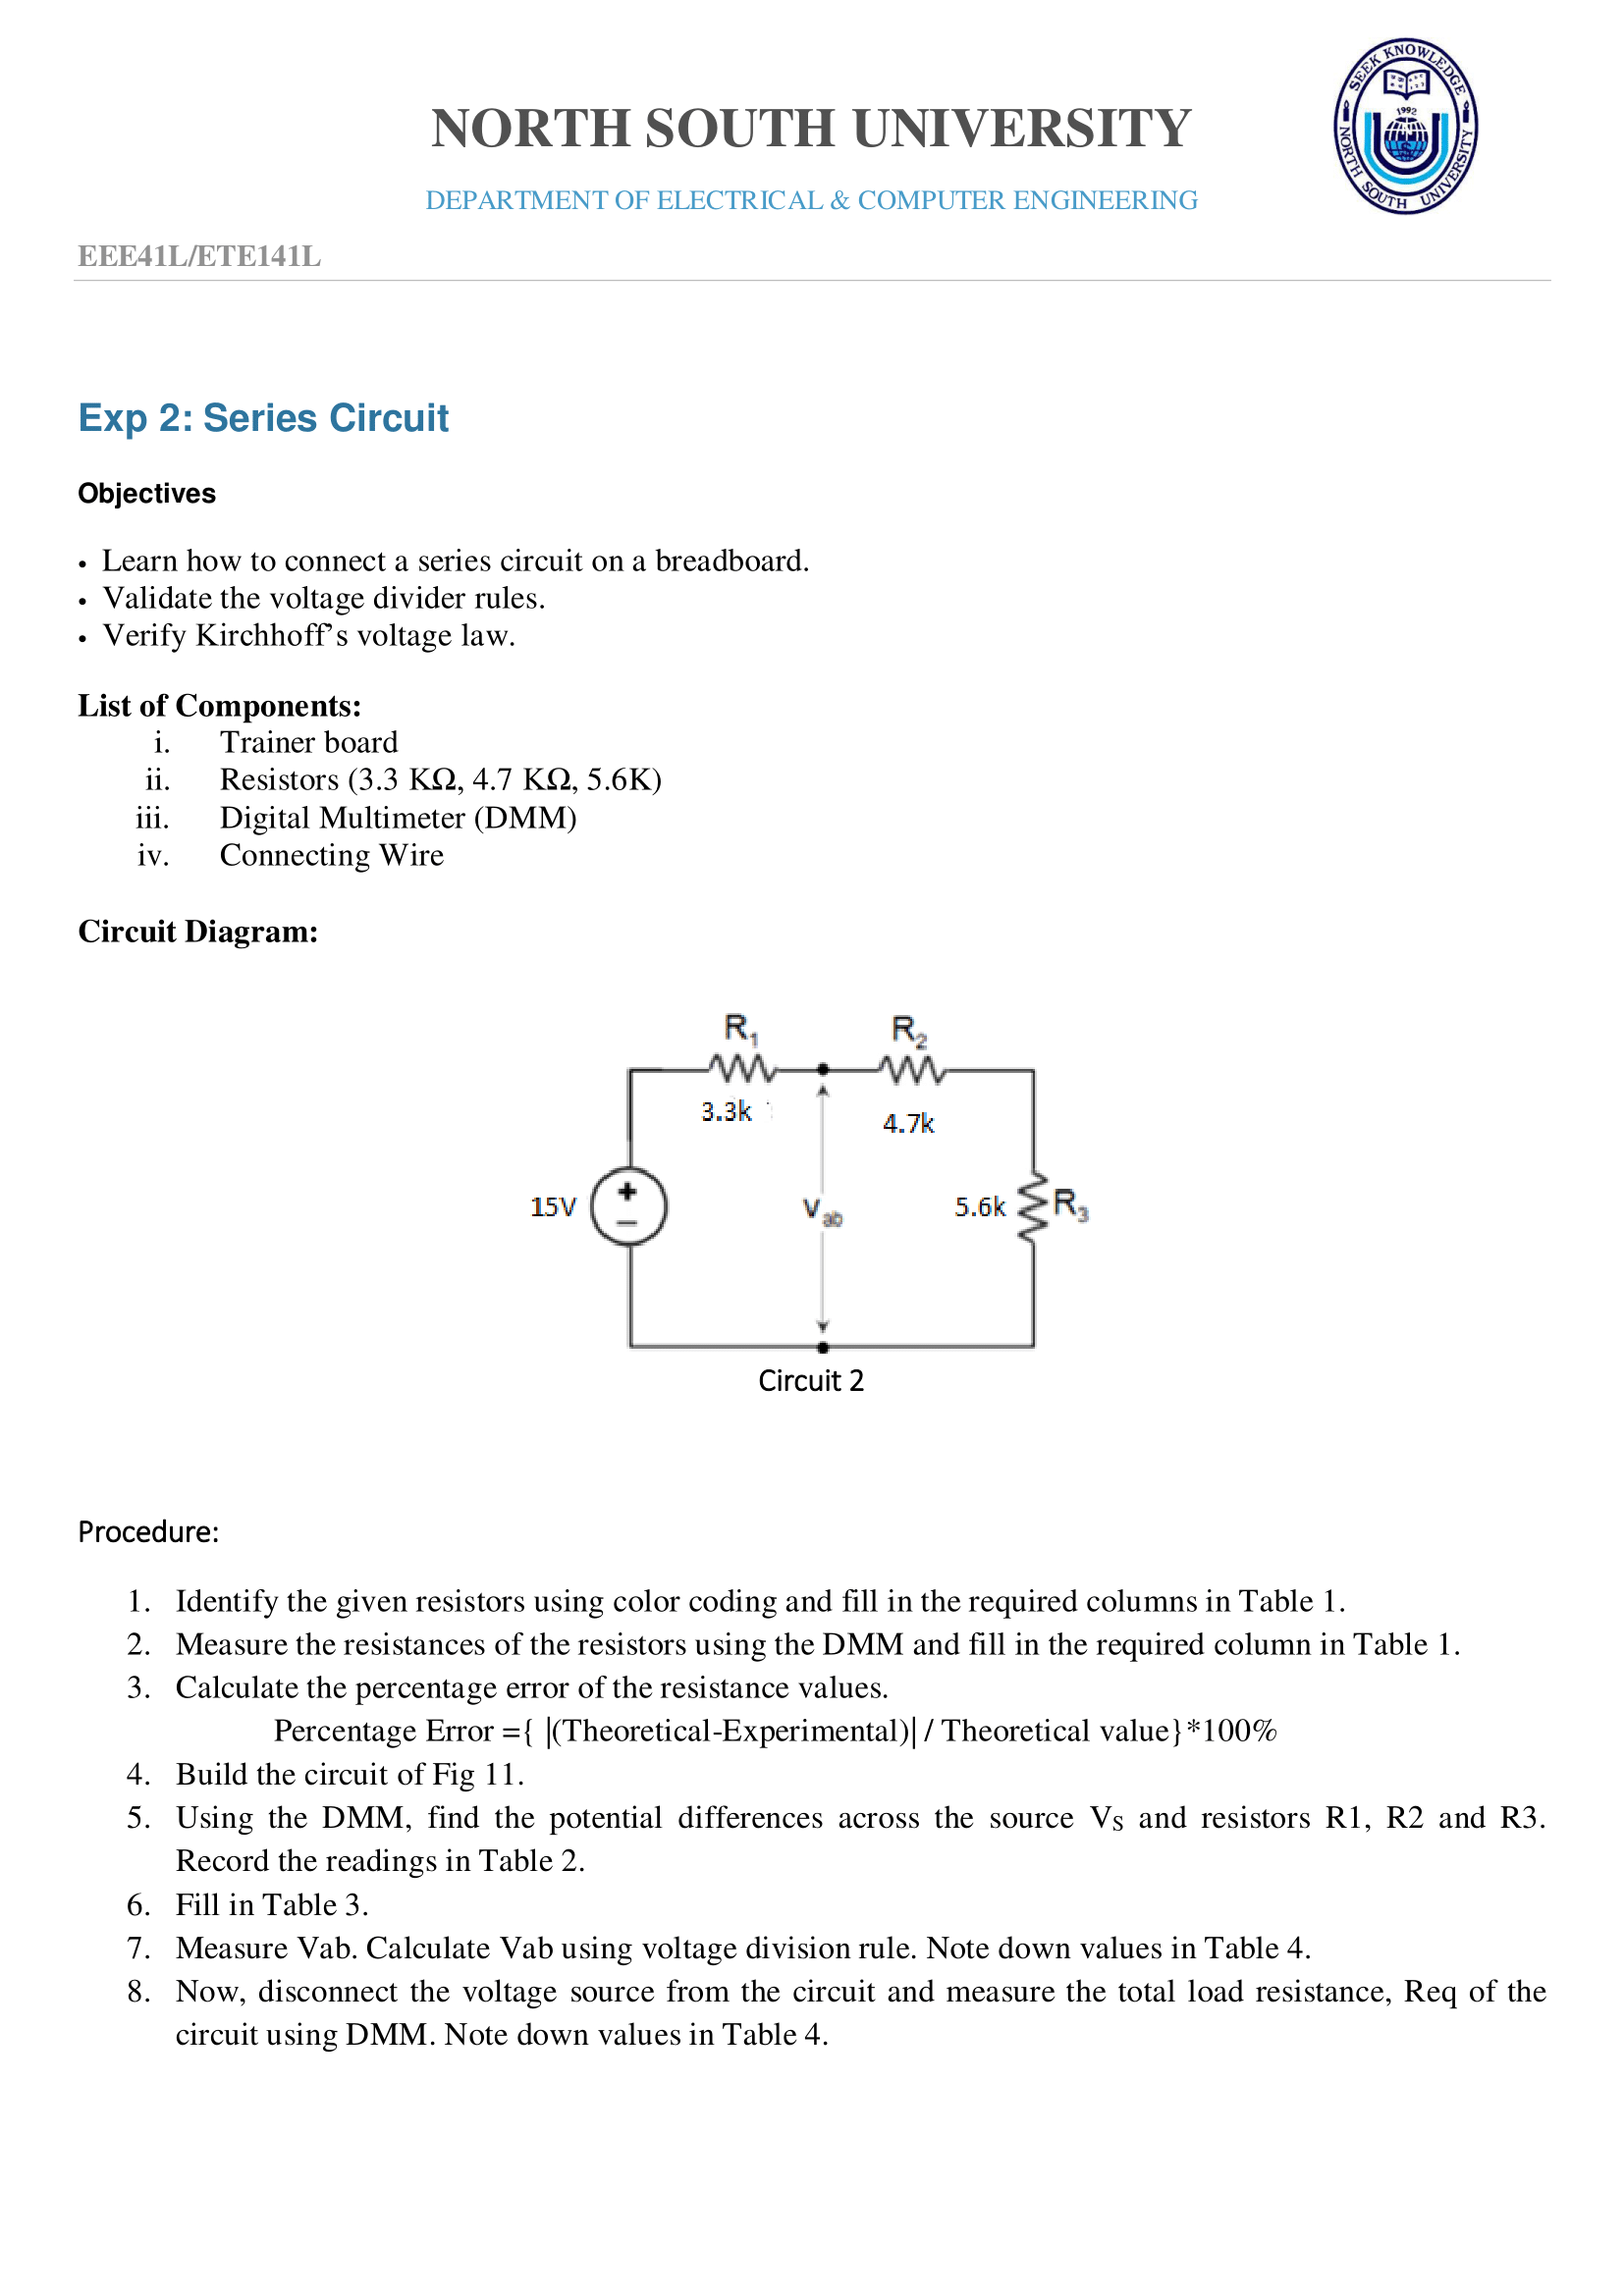 SEEK KNOWLEDGE
1992
NORTH SOUTH UNIVERSITY
NORTH SOUTH UNIVERSITY
DEPARTMENT OF ELECTRICAL & COMPUTER ENGINEERING
EEE41L/ETE141L
Exp 2: Series Circuit
Objectives
• Learn how to connect a series circuit on a breadboard.
• Validate the voltage divider rules.
• Verify Kirchhoff’s voltage law.
List of Components:
i. Trainer board
ii. Resistors (3.3 KΩ, 4.7 KΩ, 5.6K)
iii. Digital Multimeter (DMM)
iv. Connecting Wire
Circuit Diagram:
R1 R2
3.3k 4.7k
15V + − Vab 5.6k R3
Circuit 2
Procedure:
1. Identify the given resistors using color coding and fill in the required columns in Table 1.
2. Measure the resistances of the resistors using the DMM and fill in the required column in Table 1.
3. Calculate the percentage error of the resistance values.
Percentage Error ={ |(Theoretical-Experimental)| / Theoretical value}*100%
4. Build the circuit of Fig 11.
5. Using the DMM, find the potential differences across the source VS and resistors R1, R2 and R3.
Record the readings in Table 2.
6. Fill in Table 3.
7. Measure Vab. Calculate Vab using voltage division rule. Note down values in Table 4.
8. Now, disconnect the voltage source from the circuit and measure the total load resistance, Req of the
circuit using DMM. Note down values in Table 4.